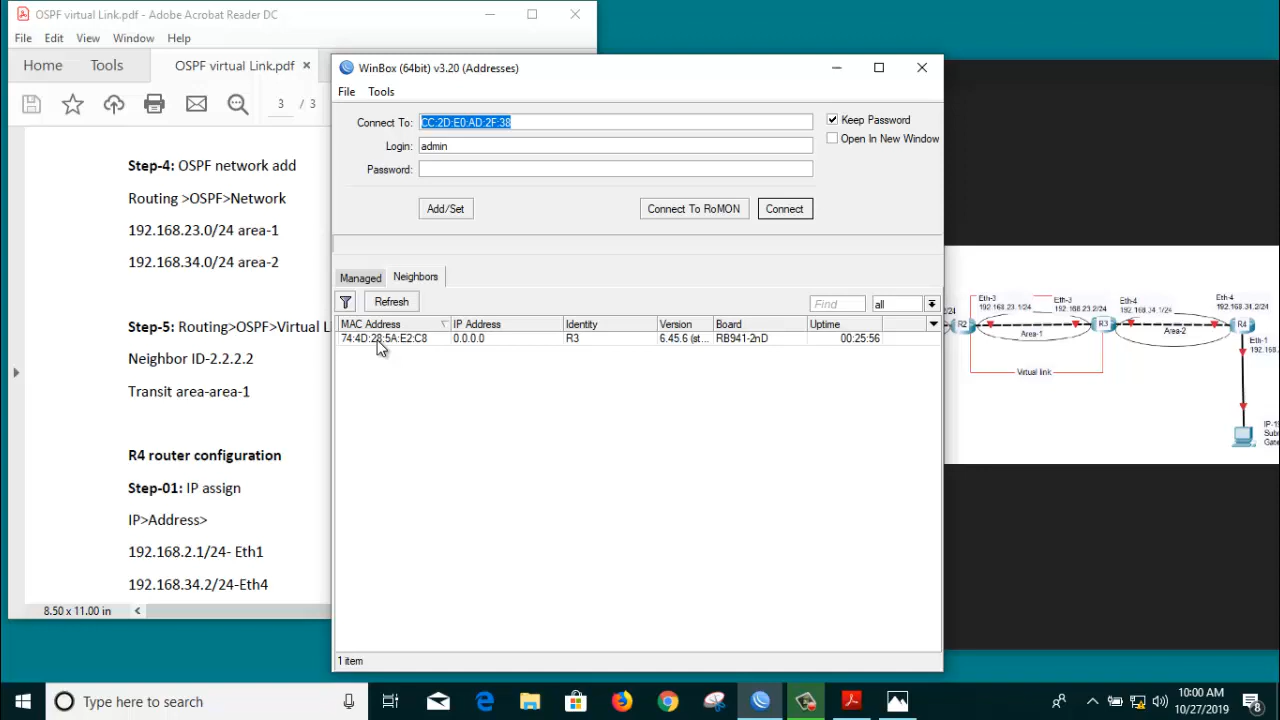 OSPF virtual Link.pdf - Adobe Acrobat Reader DC
File Edit View Window Help
Home Tools OSPF virtual Link.pdf
3 / 3
Step-4: OSPF network add
Routing >OSPF>Network
192.168.23.0/24 area-1
192.168.34.0/24 area-2
Step-5: Routing>OSPF>Virtual L
Neighbor ID-2.2.2.2
Transit area-area-1
R4 router configuration
Step-01: IP assign
IP>Address>
192.168.2.1/24- Eth1
192.168.34.2/24-Eth4
8.50 x 11.00 in
WinBox (64bit) v3.20 (Addresses)
File Tools
Connect To: CC:2D:E0:AD:2F:38
Keep Password
Login: admin
Open In New Window
Password:
Add/Set Connect To RoMON Connect
Managed Neighbors
Refresh Find all
MAC Address IP Address Identity Version Board Uptime
74:4D:28:5A:E2:C8 0.0.0.0 R3 6.45.6 (st... RB941-2nD 00:25:56
1 item
Eth-3
192.168.23.1/24
Eth-3
192.168.23.2/24
Eth-4
192.168.34.1/24
Eth-4
192.168.34.2/24
/24
R2 R3 R4
Area-1 Area-2
Eth-1
Virtual link
IP-1
Sub
Gate
Type here to search
10:00 AM
10/27/2019
8